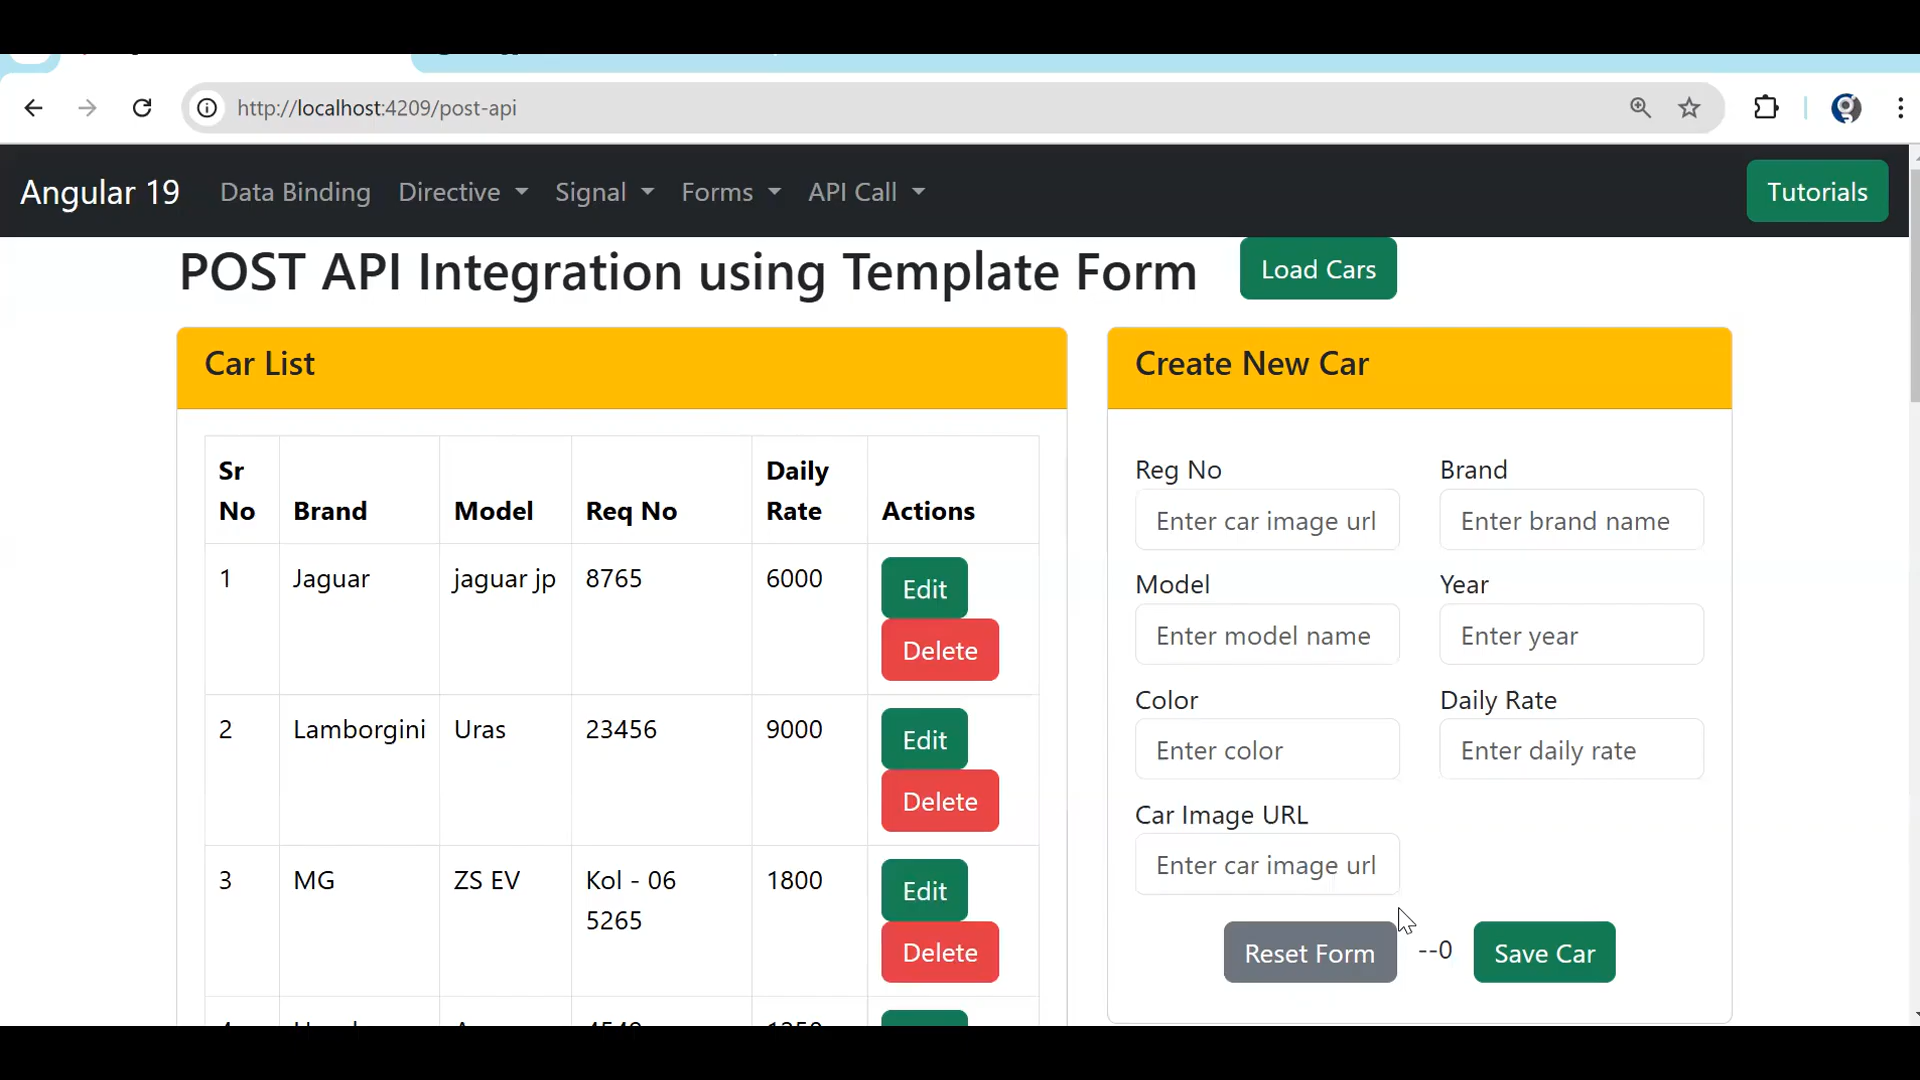 http://localhost:4209/post-api
Angular 19 Data Binding Directive Signal Forms API Call Tutorials
POST API Integration using Template Form Load Cars
Car List
Sr No Brand Model Req No Daily Rate Actions
1 Jaguar jaguar jp 8765 6000 Edit
Delete
2 Lamborgini Uras 23456 9000 Edit
Delete
3 MG ZS EV Kol - 06 5265 1800 Edit
Delete
Create New Car
Reg No Brand
Enter car image url Enter brand name
Model Year
Enter model name Enter year
Color Daily Rate
Enter color Enter daily rate
Car Image URL
Enter car image url
Reset Form --0 Save Car